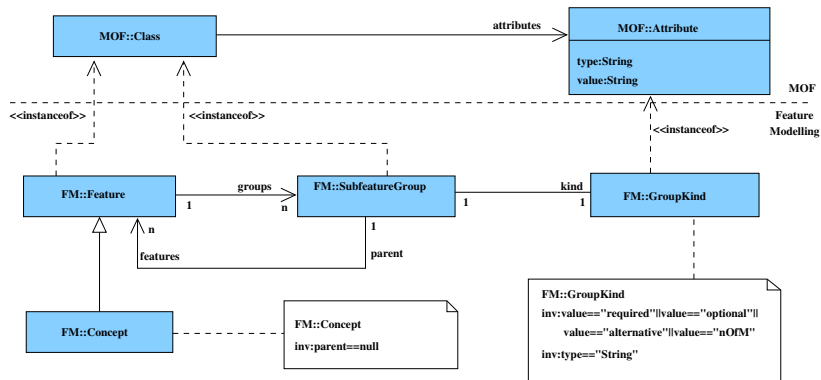 attributes
MOF::Class
MOF::Attribute
type:String
value:String
MOF
<<instanceof>>
<<instanceof>>
<<instanceof>>
Feature
Modelling
FM::Feature
groups
1
n
FM::SubfeatureGroup
kind
1
1
FM::GroupKind
n
features
1
parent
FM::Concept
FM::Concept
inv:parent==null
FM::GroupKind
inv:value=="required"||value=="optional"||
value=="alternative"||value=="nOfM"
inv:type=="String"